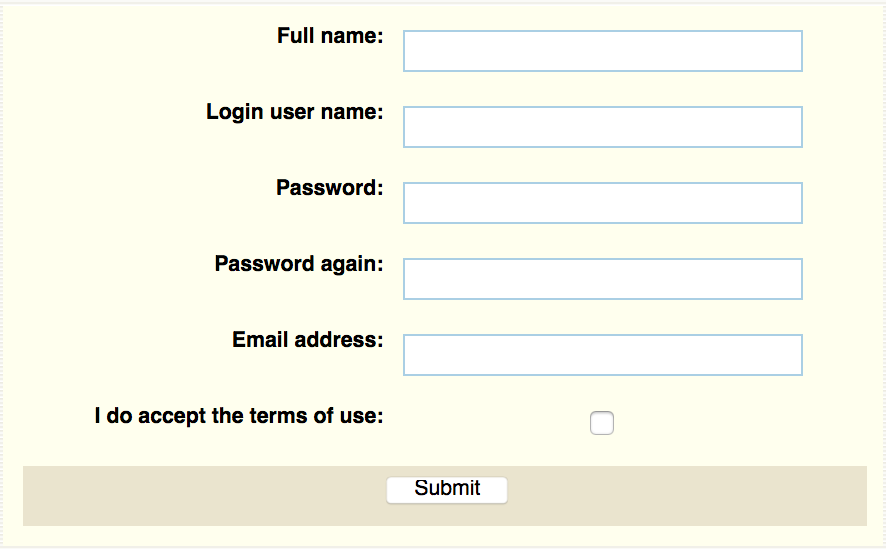 Full name:
Login user name:
Password:
Password again:
Email address:
I do accept the terms of use:
Submit